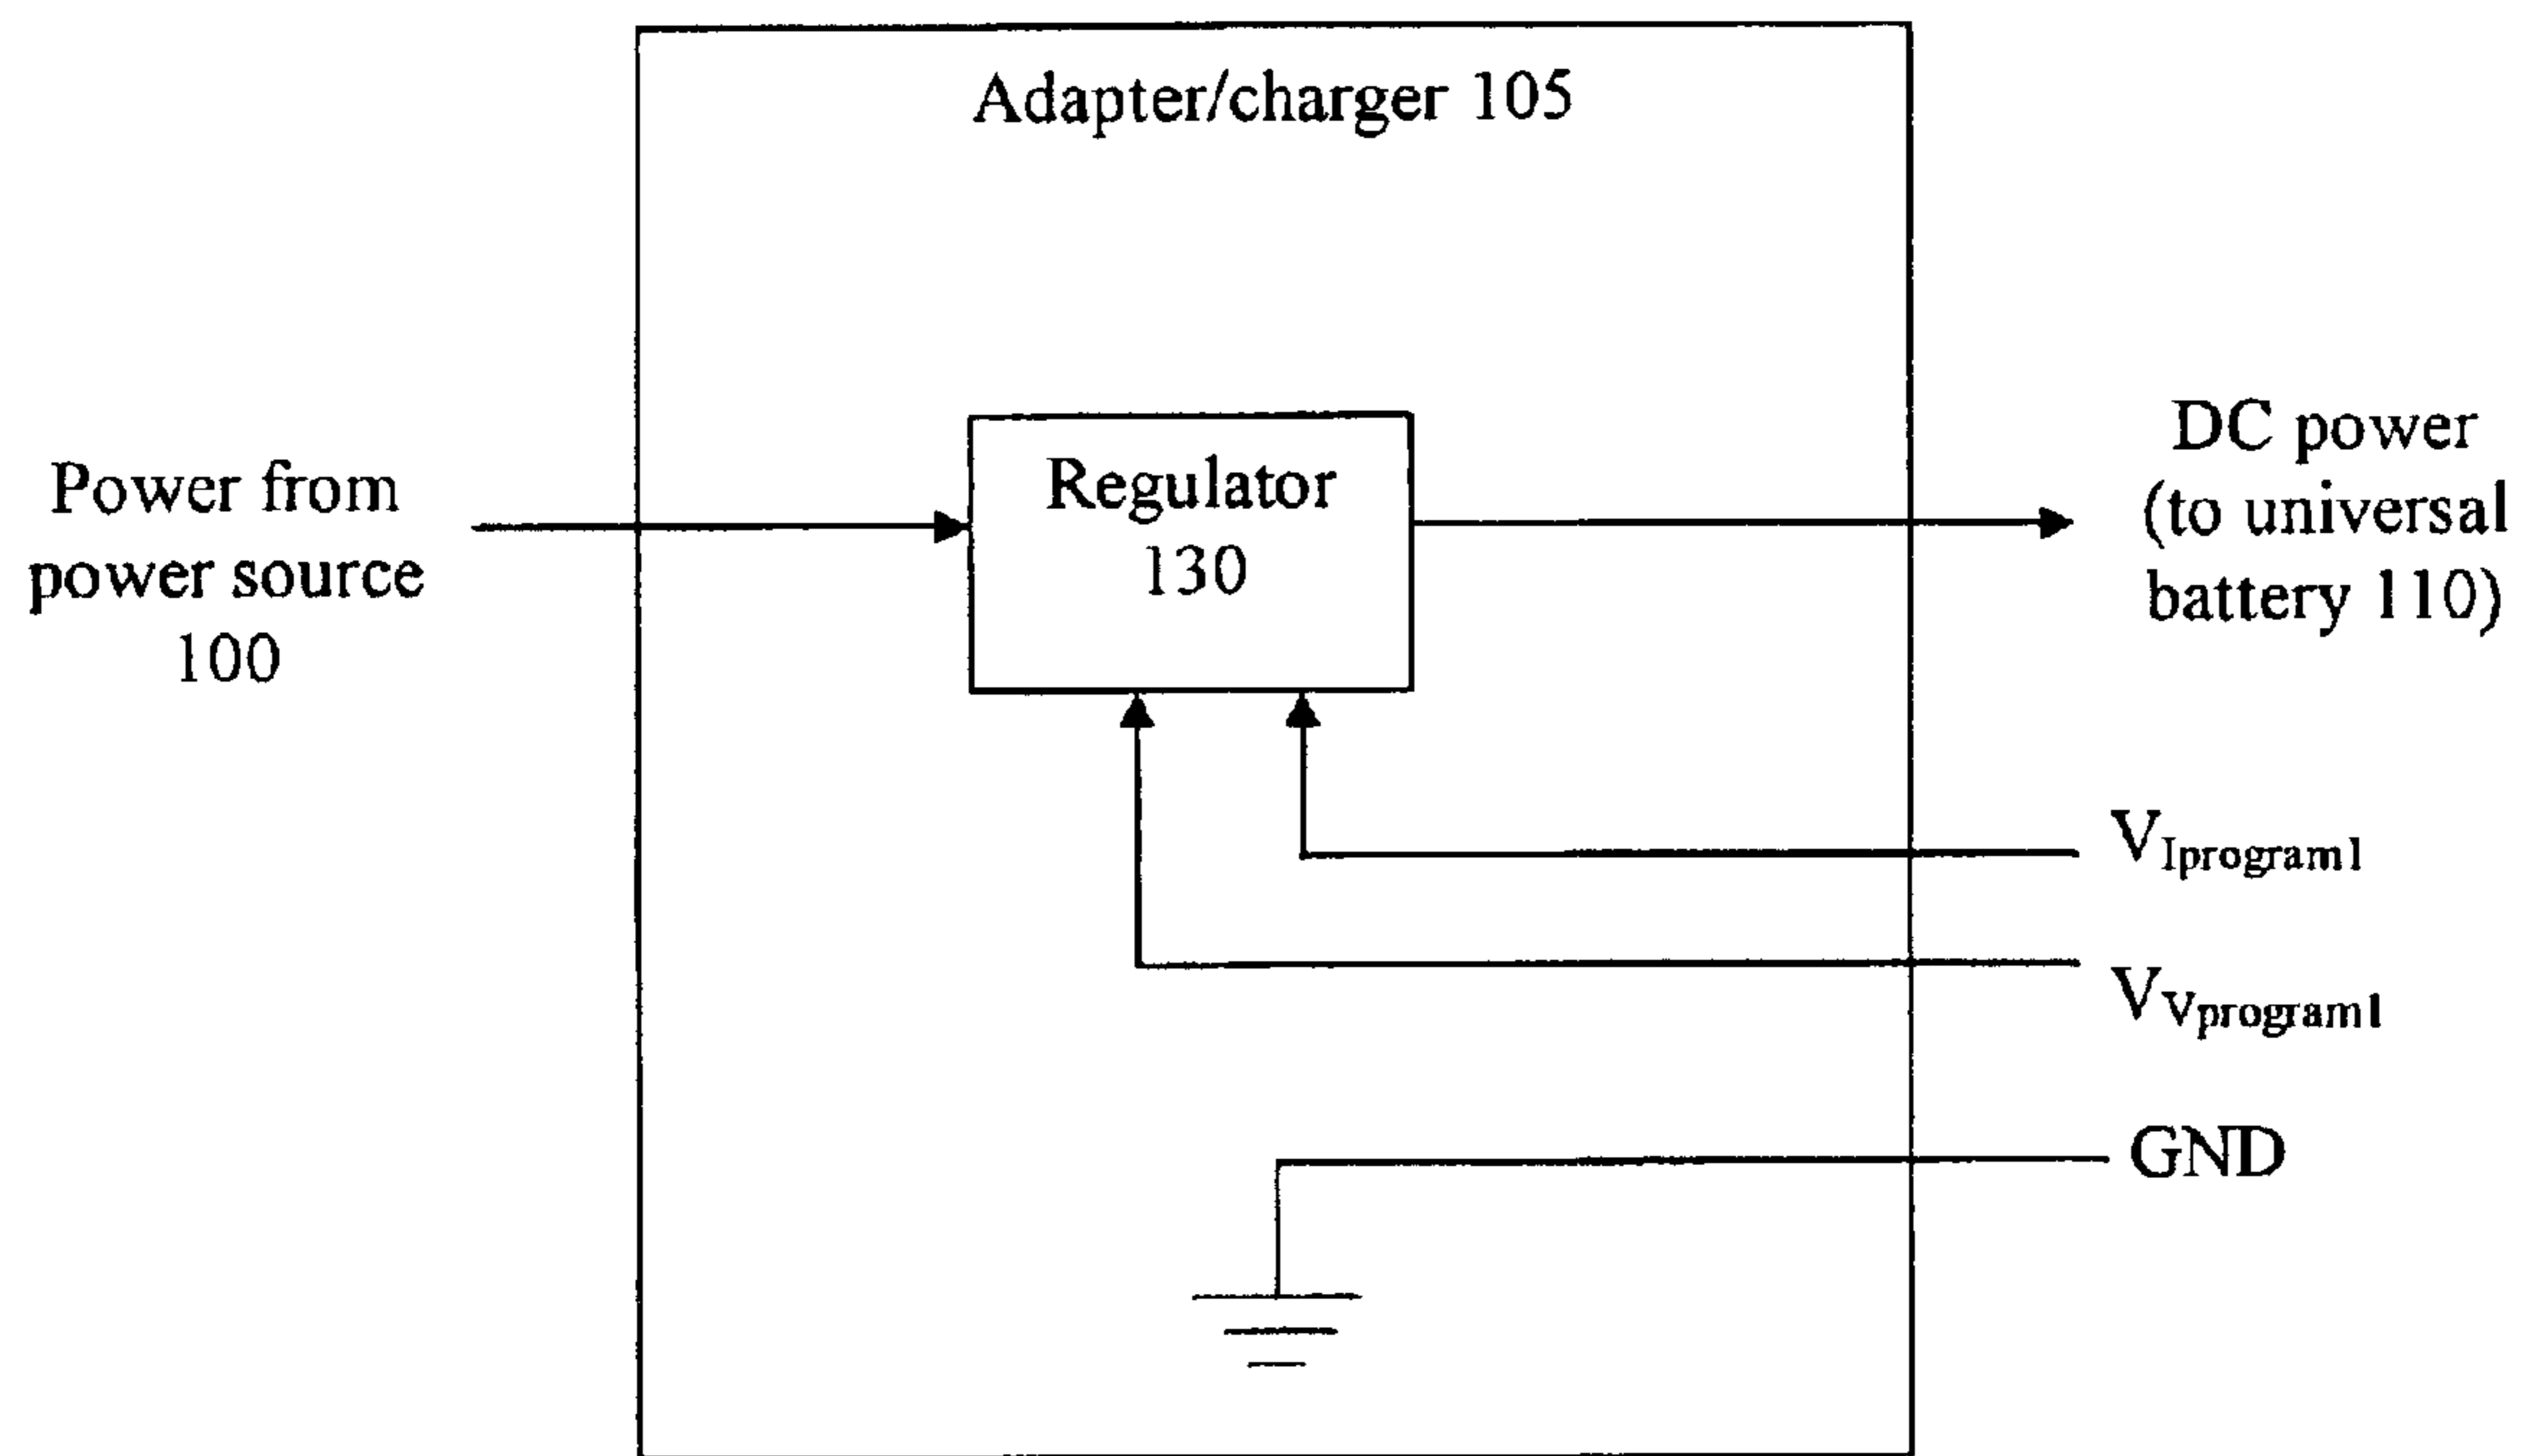 Adapter/charger 105
Power from
power source
100
Regulator
130
DC power
(to universal
battery 110)
VIprogram1
VVprogram1
GND